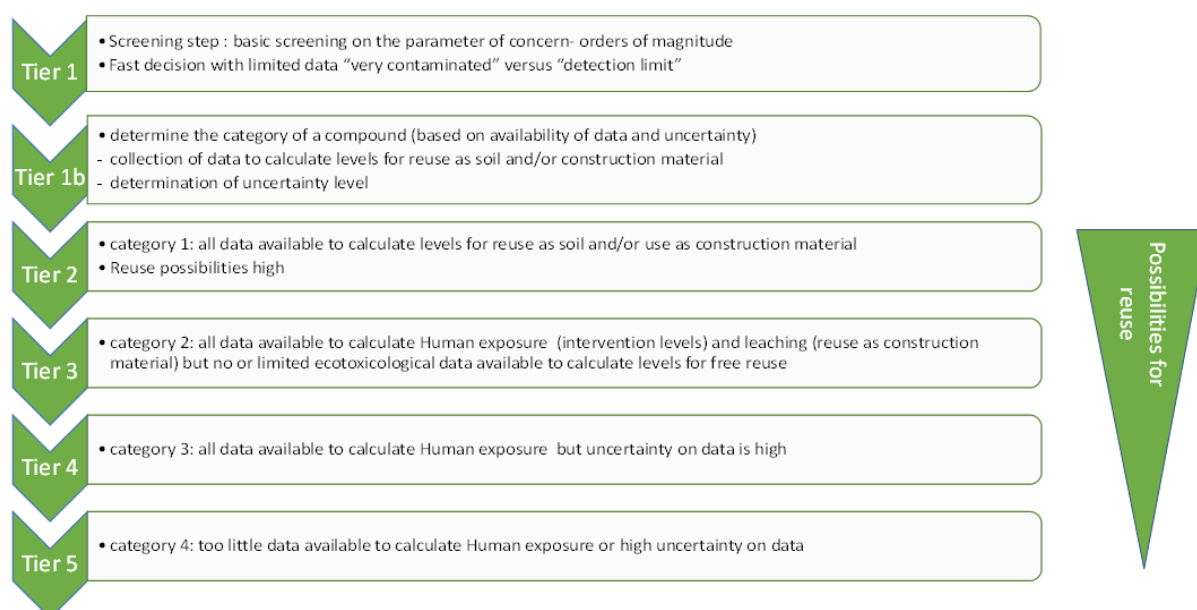 Tier 1
• Screening step : basic screening on the parameter of concern- orders of magnitude
• Fast decision with limited data “very contaminated” versus “detection limit”
Tier 1b
• determine the category of a compound (based on availability of data and uncertainty)
- collection of data to calculate levels for reuse as soil and/or construction material
- determination of uncertainty level
Tier 2
• category 1: all data available to calculate levels for reuse as soil and/or use as construction material
• Reuse possibilities high
Tier 3
• category 2: all data available to calculate Human exposure (intervention levels) and leaching (reuse as construction
material) but no or limited ecotoxicological data available to calculate levels for free reuse
Tier 4
• category 3: all data available to calculate Human exposure but uncertainty on data is high
Tier 5
• category 4: too little data available to calculate Human exposure or high uncertainty on data
Possibilities for
reuse